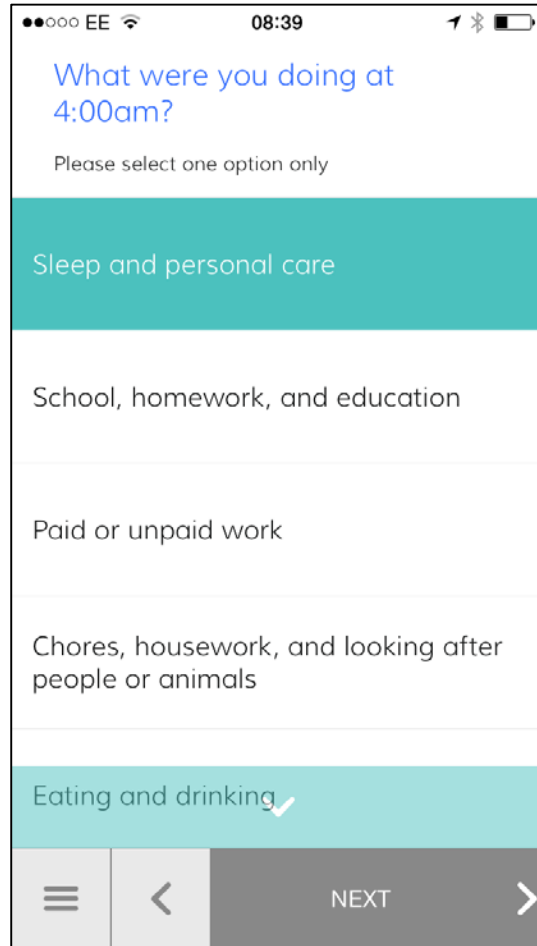 EE 08:39
What were you doing at
4:00am?
Please select one option only
Sleep and personal care
School, homework, and education
Paid or unpaid work
Chores, housework, and looking after
people or animals
Eating and drinking
NEXT